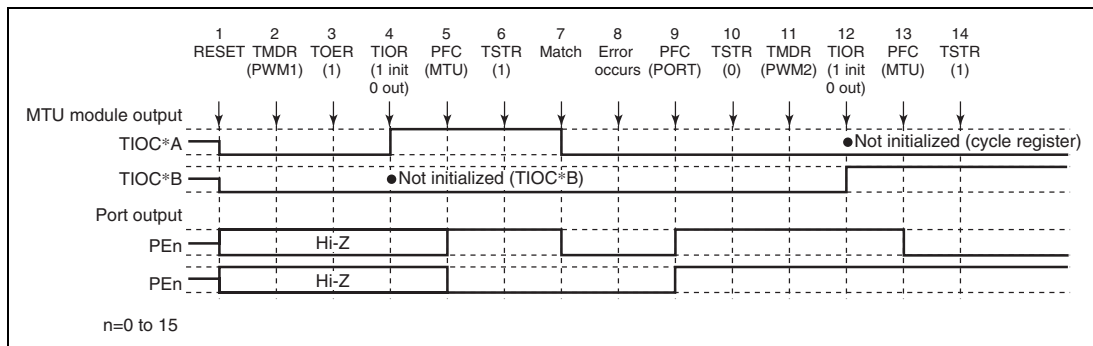 1 2 3 4 5 6 7 8 9 10 11 12 13 14
RESET TMDR TOER TIOR PFC TSTR Match Error PFC TSTR TMDR TIOR PFC TSTR
(PWM1) (1) (1 init (MTU) (1) occurs (PORT) (0) (PWM2) (1 init (MTU) (1)
0 out) 0 out)
MTU module output
TIOC*A ●Not initialized (cycle register)
TIOC*B ●Not initialized (TIOC*B)
Port output
PEn Hi-Z
PEn Hi-Z
n=0 to 15